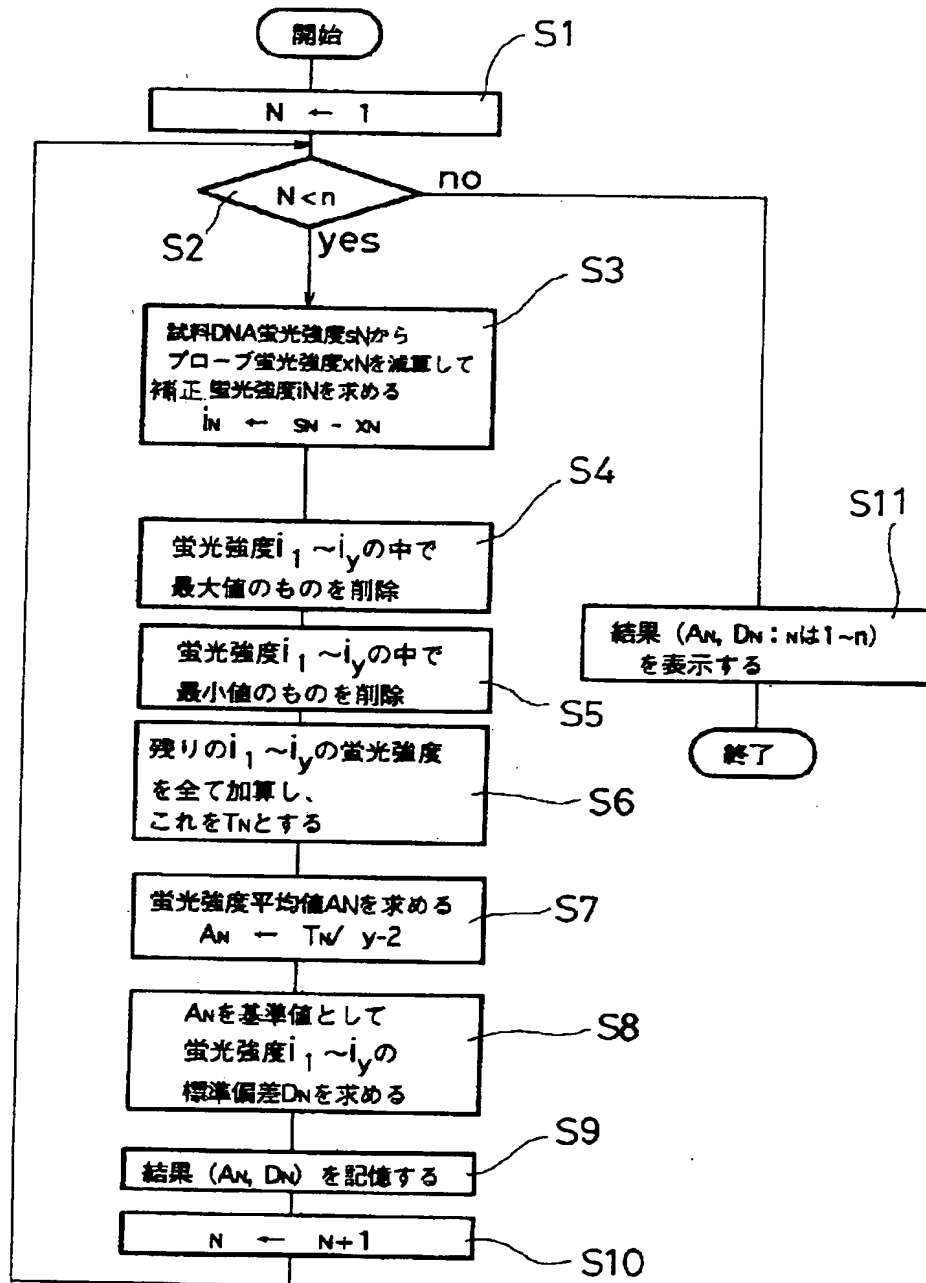 開始
S1
N ← 1
N<n
no
S2
yes
S3
試料DNA蛍光強度sNから
プローブ蛍光強度xNを減算して
補正蛍光強度iNを求める
iN ← sN - xN
S4
蛍光強度i1~iyの中で
最大値のものを削除
S11
蛍光強度i1~iyの中で
最小値のものを削除
S5
結果(AN, DN:Nは1~n)
を表示する
残りのi1~iyの蛍光強度
を全て加算し、
これをTNとする
S6
終了
蛍光強度平均値ANを求める
AN ← TN/ y-2
S7
ANを基準値として
蛍光強度i1~iyの
標準偏差DNを求める
S8
S9
結果(AN, DN)を記憶する
N ← N+1
S10